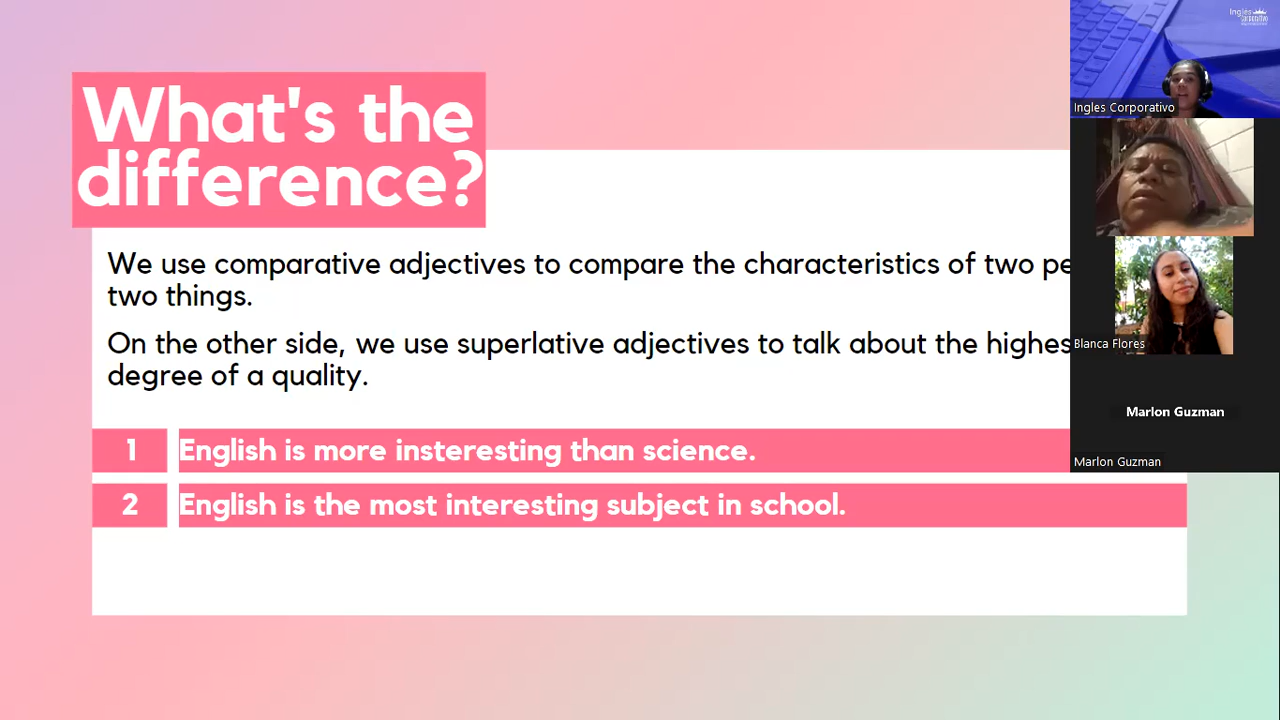 What's the
difference?
We use comparative adjectives to compare the characteristics of two
two things.
On the other side, we use superlative adjectives to talk about the
degree of a quality.
1 English is more insteresting than science.
2 English is the most interesting subject in school.
Ingles
corporativo
Ingles Corporativo
Blanca Flores
Marlon Guzman
Marlon Guzman